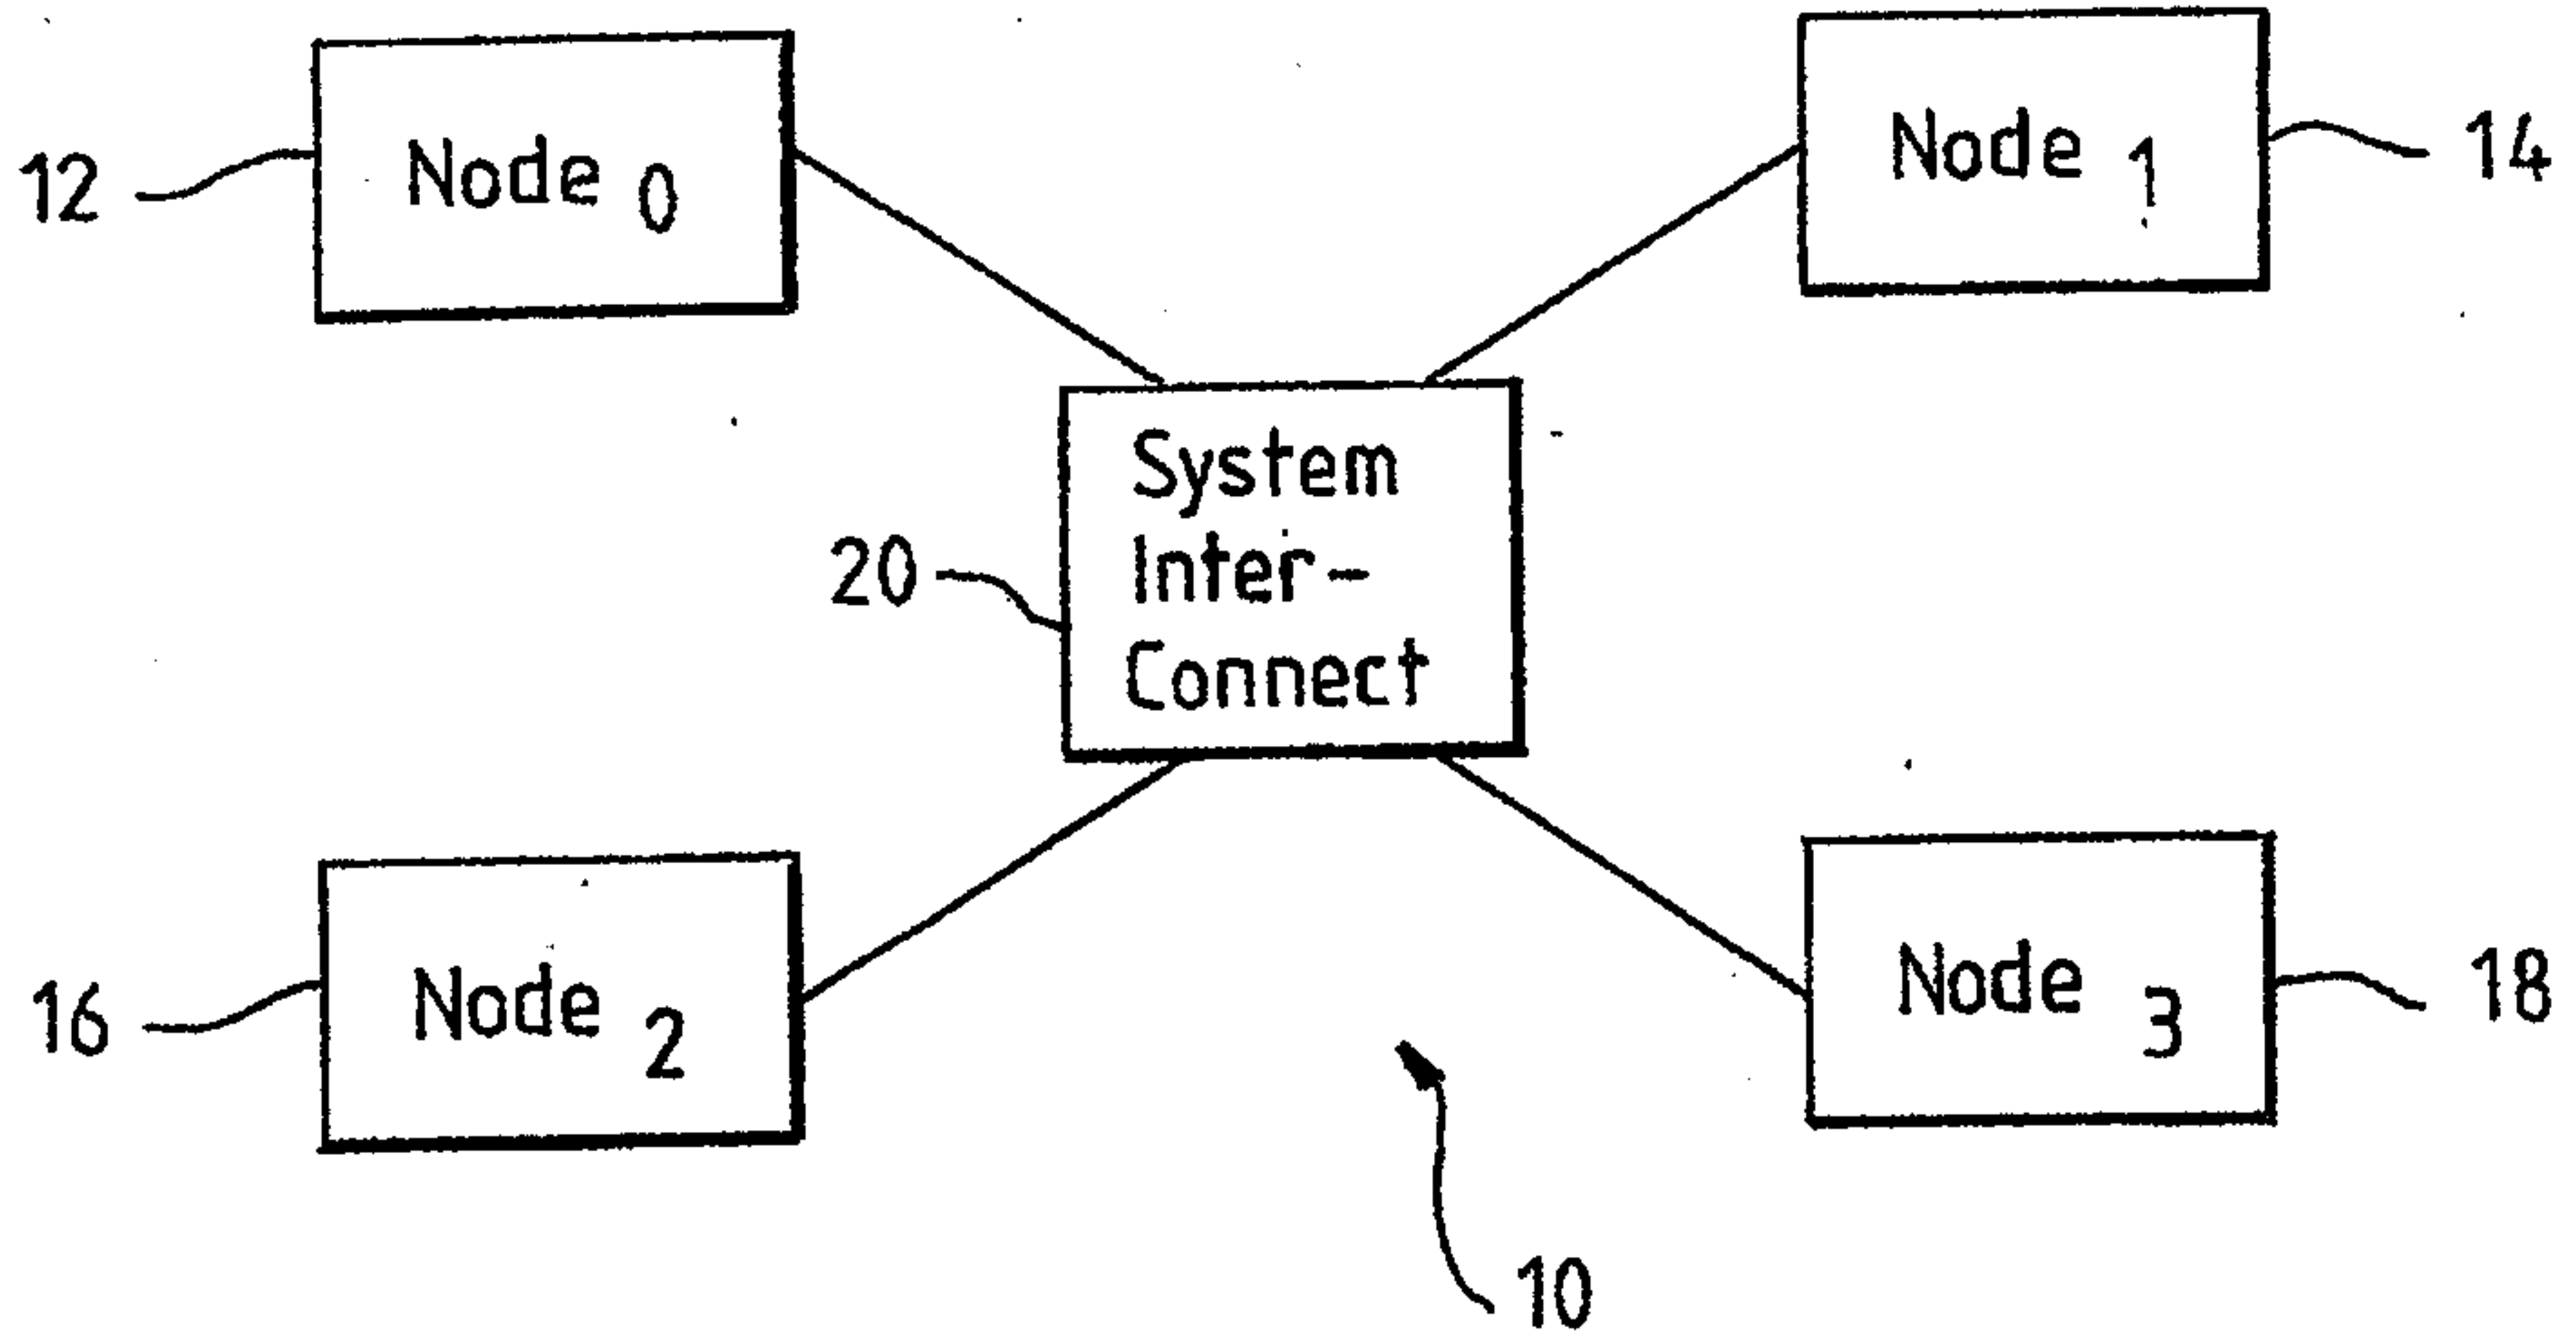 12
Node 0
Node 1
14
20
System
Inter-
Connect
16
Node 2
Node 3
18
10